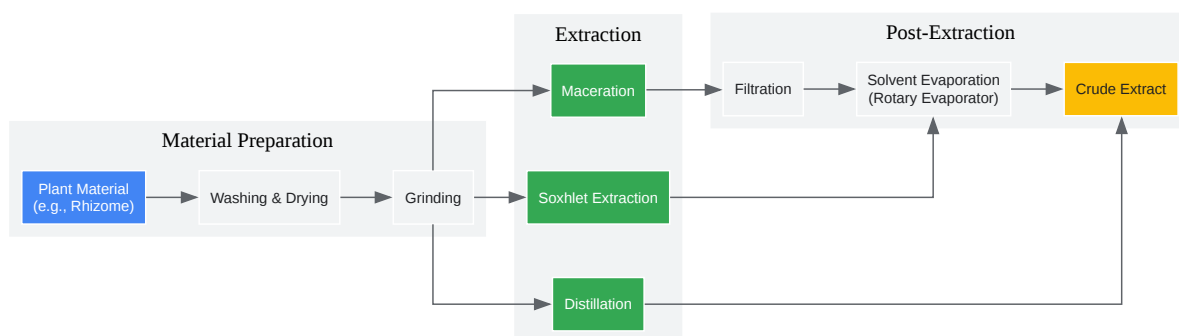 Extraction
Post-Extraction
Maceration
Filtration
Solvent Evaporation
(Rotary Evaporator)
Crude Extract
Material Preparation
Plant Material
(e.g., Rhizome)
Washing & Drying
Grinding
Soxhlet Extraction
Distillation